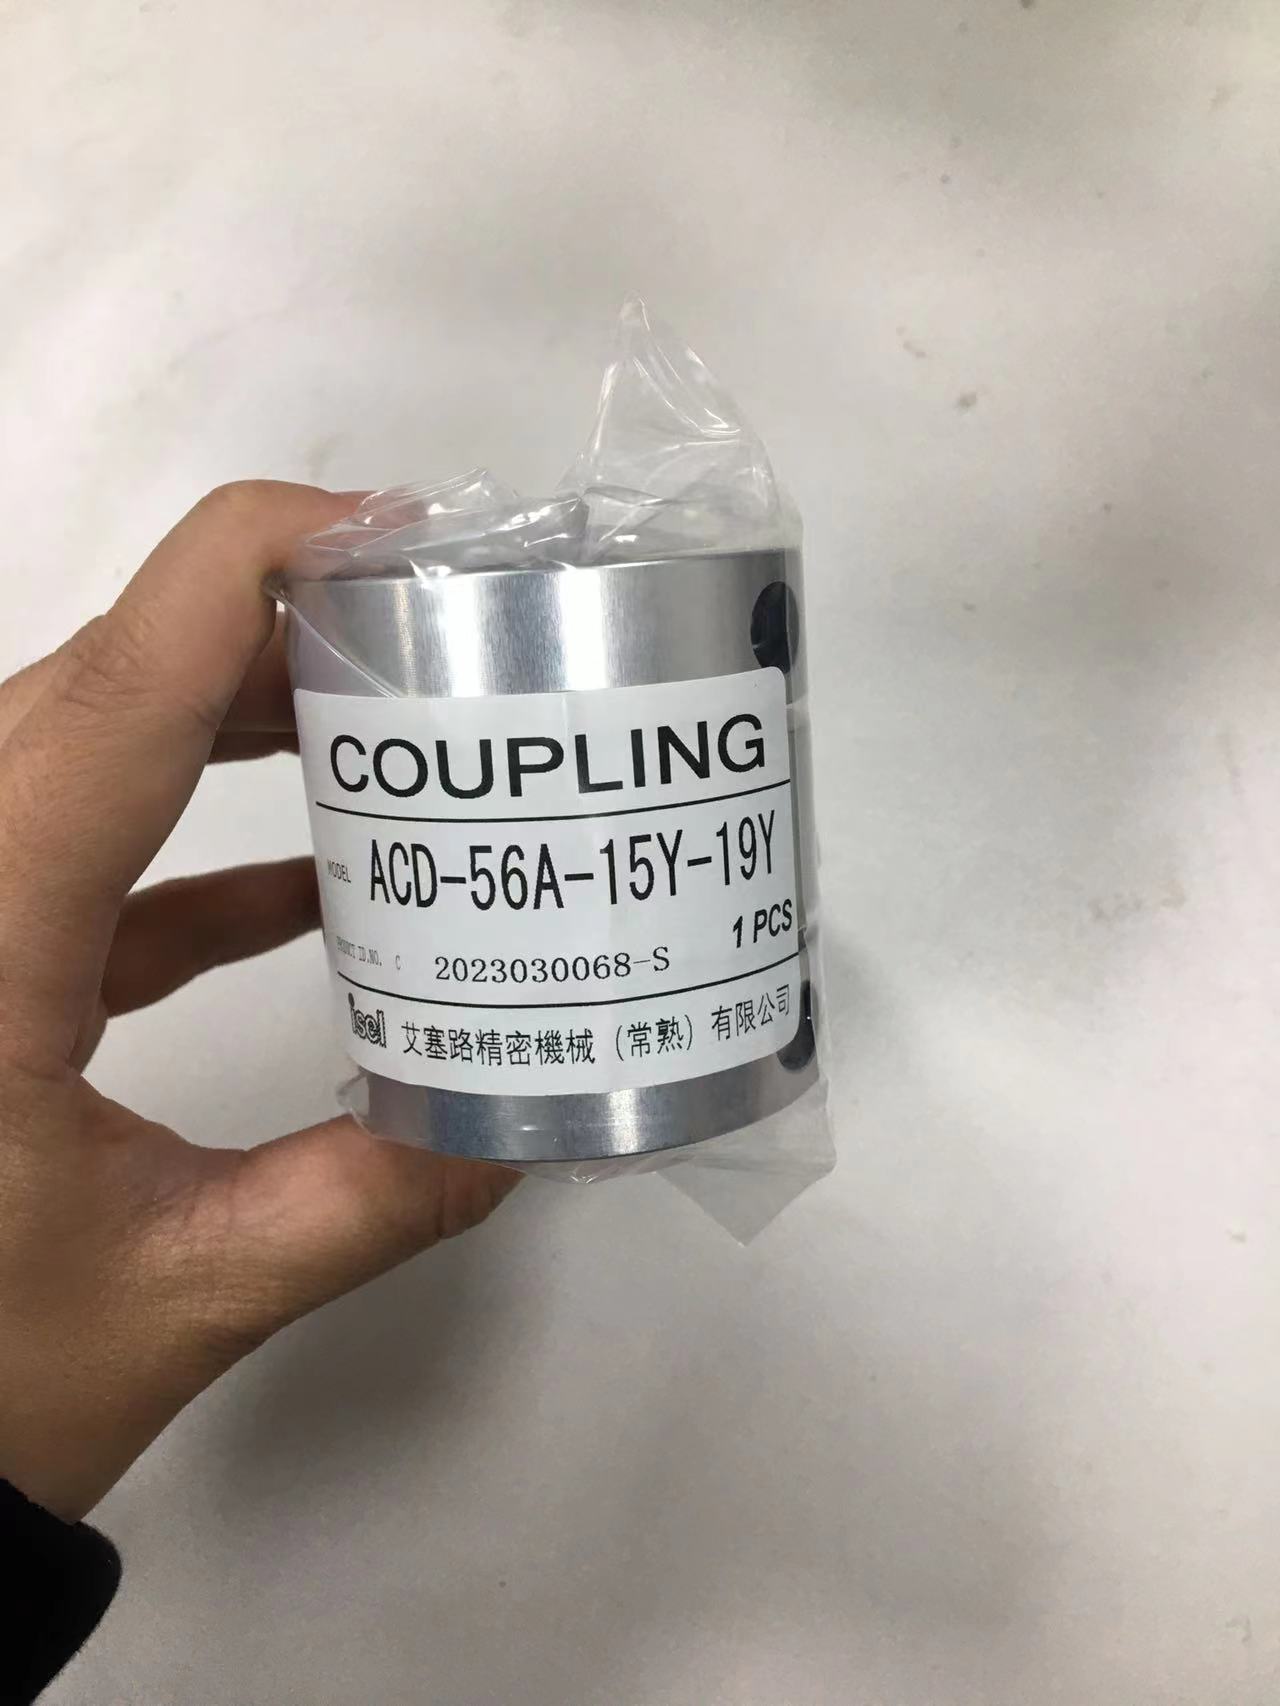 COUPLING
MODEL ACD-56A-15Y-19Y
1 PCS
ID.NO. C 2023030068-S
isel 艾塞路精密機械（常熟）有限公司